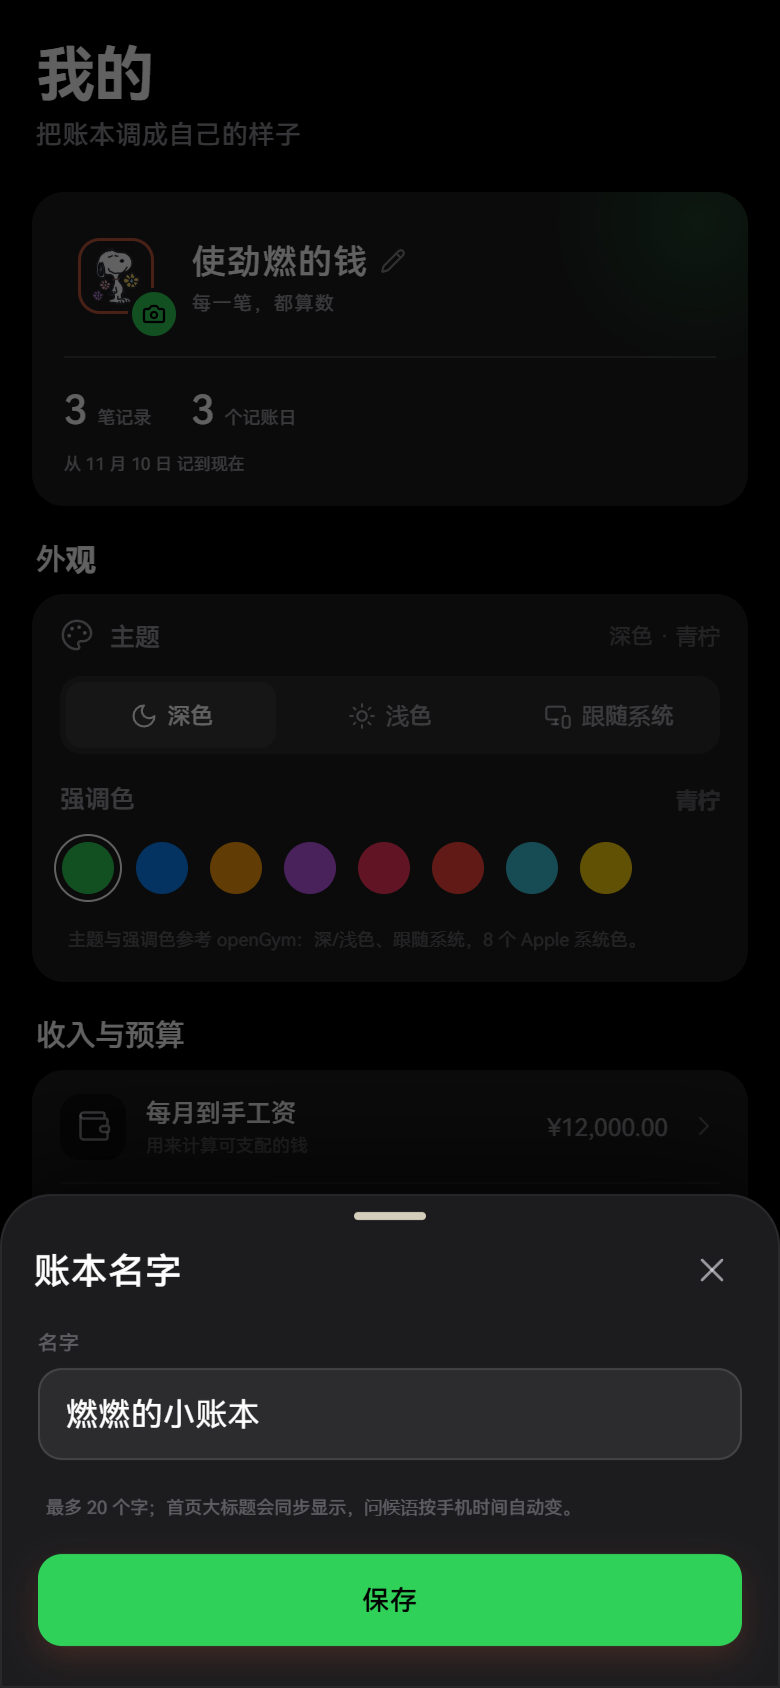 我的
把账本调成自己的样子
使劲燃的钱
每一笔，都算数
3 笔记录 3 个记账日
从 11 月 10 日 记到现在
外观
主题 深色 · 青柠
深色 浅色 跟随系统
强调色 青柠
主题与强调色参考 openGym：深/浅色、跟随系统，8 个 Apple 系统色。
收入与预算
每月到手工资 ¥12,000.00
用来计算可支配的钱
账本名字
名字
燃燃的小账本
最多 20 个字；首页大标题会同步显示，问候语按手机时间自动变。
保存